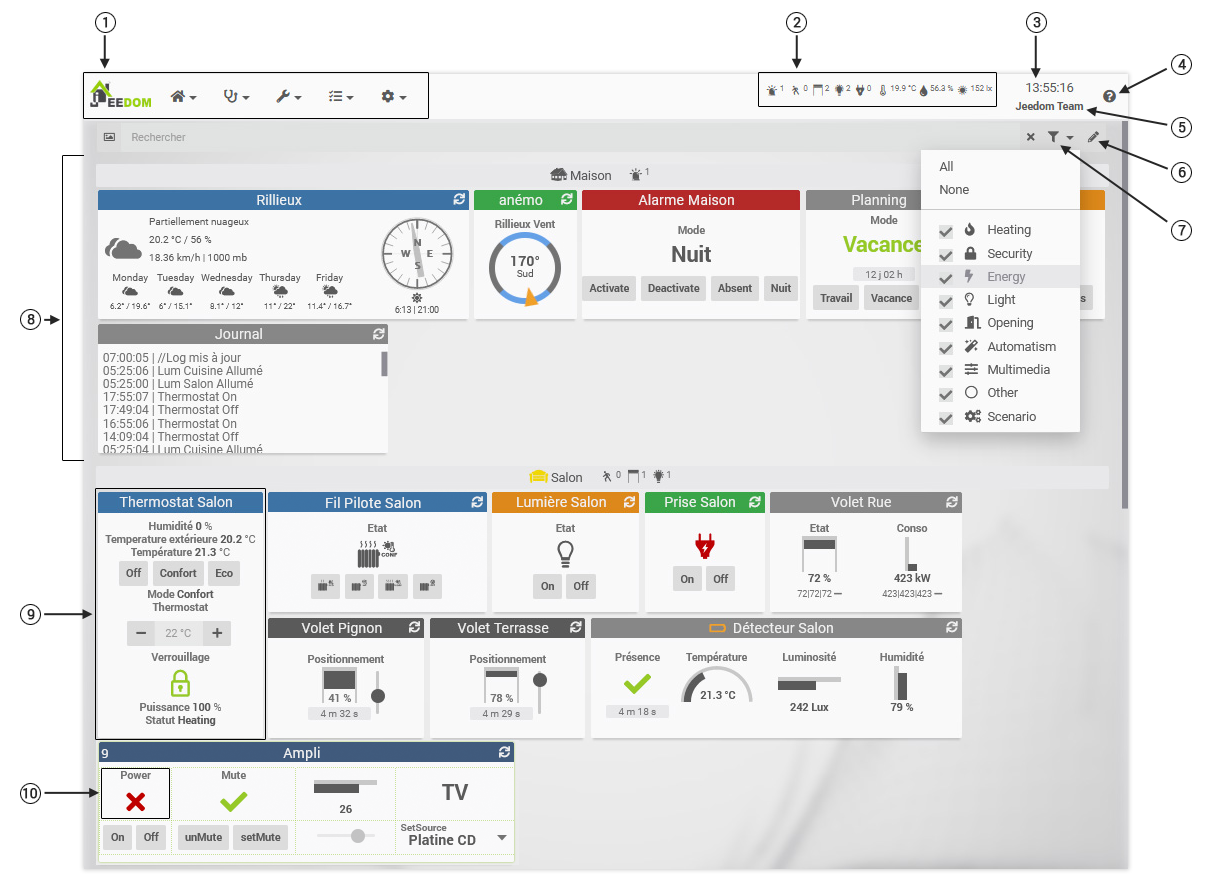 1
2
3
4
JEEDOM
1 0 2 2 0 19.9 °C 56.3 % 152 lx
13:55:16
Jeedom Team
5
Rechercher
6
7
8
9
10
All
None
Heating
Security
Energy
Light
Opening
Automatism
Multimedia
Other
Scenario
Maison 1
Rillieux
Partiellement nuageux
20.2 °C / 56 %
18.36 km/h | 1000 mb
N
W E
S
Monday Tuesday Wednesday Thursday Friday
6.2° / 19.6° 6° / 15.1° 8.1° / 12° 11° / 22° 11.4° / 16.7°
6:13 | 21:00
anémo
Rillieux Vent
170°
Sud
Alarme Maison
Mode
Nuit
Activate Deactivate Absent Nuit
Planning
Mode
Vacance
12 j 02 h
Travail Vacance
s
Journal
07:00:05 | //Log mis à jour
05:25:06 | Lum Cuisine Allumé
05:25:00 | Lum Salon Allumé
17:55:07 | Thermostat On
17:49:04 | Thermostat Off
16:55:06 | Thermostat On
14:09:04 | Thermostat Off
05:25:04 | Lum Cuisine Allumé
Salon 0 1 1
Thermostat Salon
Humidité 0 %
Temperature extérieure 20.2 °C
Température 21.3 °C
Off Confort Eco
Mode Confort
Thermostat
− 22 °C +
Verrouillage
Puissance 100 %
Statut Heating
Fil Pilote Salon
Etat
CONF
Lumière Salon
Etat
On Off
Prise Salon
On Off
Volet Rue
Etat Conso
72 % 423 kW
72|72|72 − 423|423|423 −
Volet Pignon
Positionnement
41 %
4 m 32 s
Volet Terrasse
Positionnement
78 %
4 m 29 s
Détecteur Salon
Présence Température Luminosité Humidité
21.3 °C
4 m 18 s 242 Lux 79 %
9 Ampli
Power Mute
26
TV
On Off unMute setMute
SetSource
Platine CD